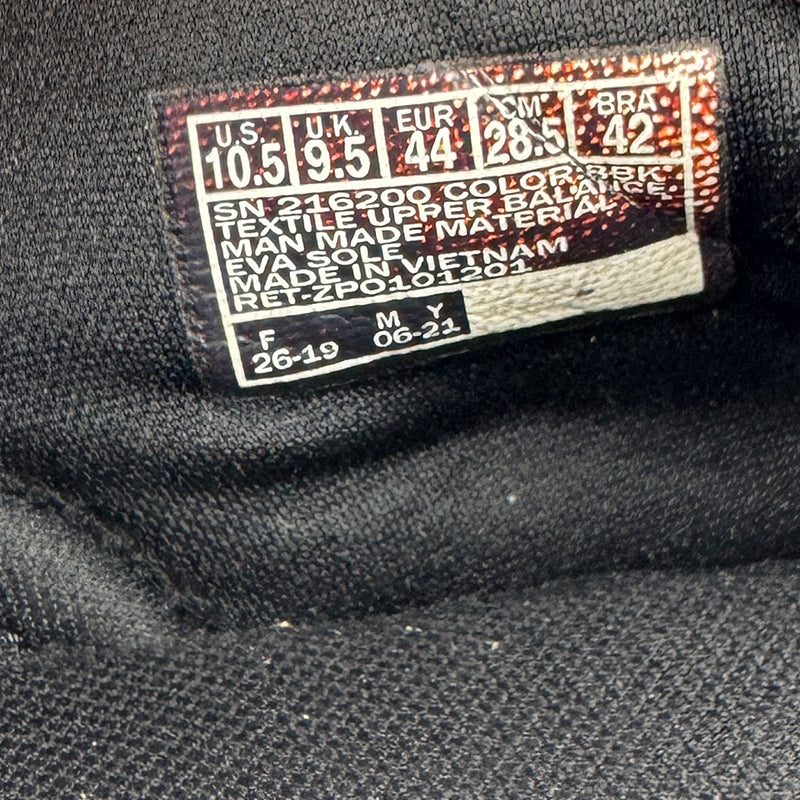 U.S. U.K. EUR CM BRA
10.5 9.5 44 28.5 42
SN 216200 COLOR:BBK
TEXTILE UPPER BALANCE
MAN MADE MATERIAL
EVA SOLE
MADE IN VIETNAM
RET-ZPO101201
F M Y
26-19 06-21